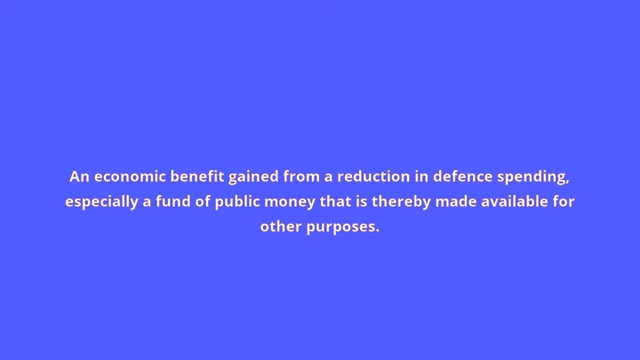 An economic benefit gained from a reduction in defence spending,
especially a fund of public money that is thereby made available for
other purposes.